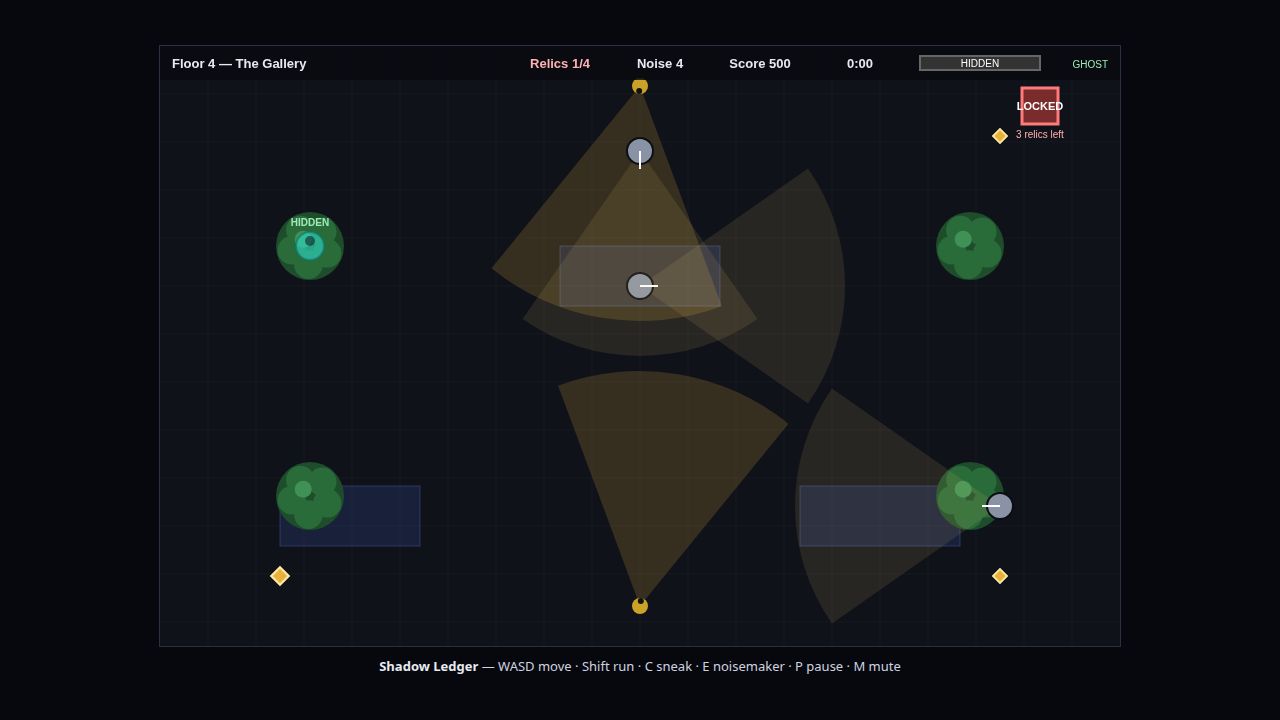 Floor 4 — The Gallery Relics 1/4 Noise 4 Score 500 0:00 HIDDEN GHOST
LOCKED
3 relics left
HIDDEN
Shadow Ledger — WASD move · Shift run · C sneak · E noisemaker · P pause · M mute